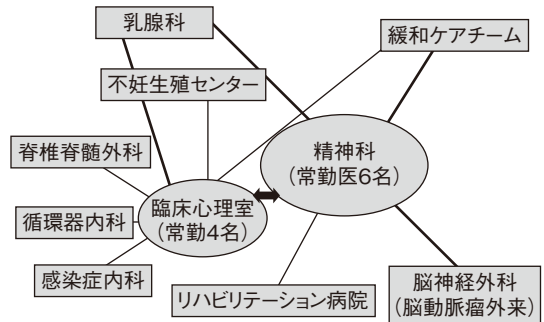 乳腺科
緩和ケアチーム
不妊生殖センター
脊椎脊髄外科
精神科
(常勤医6名)
臨床心理室
(常勤4名)
循環器内科
感染症内科
リハビリテーション病院
脳神経外科
(脳動脈瘤外来)